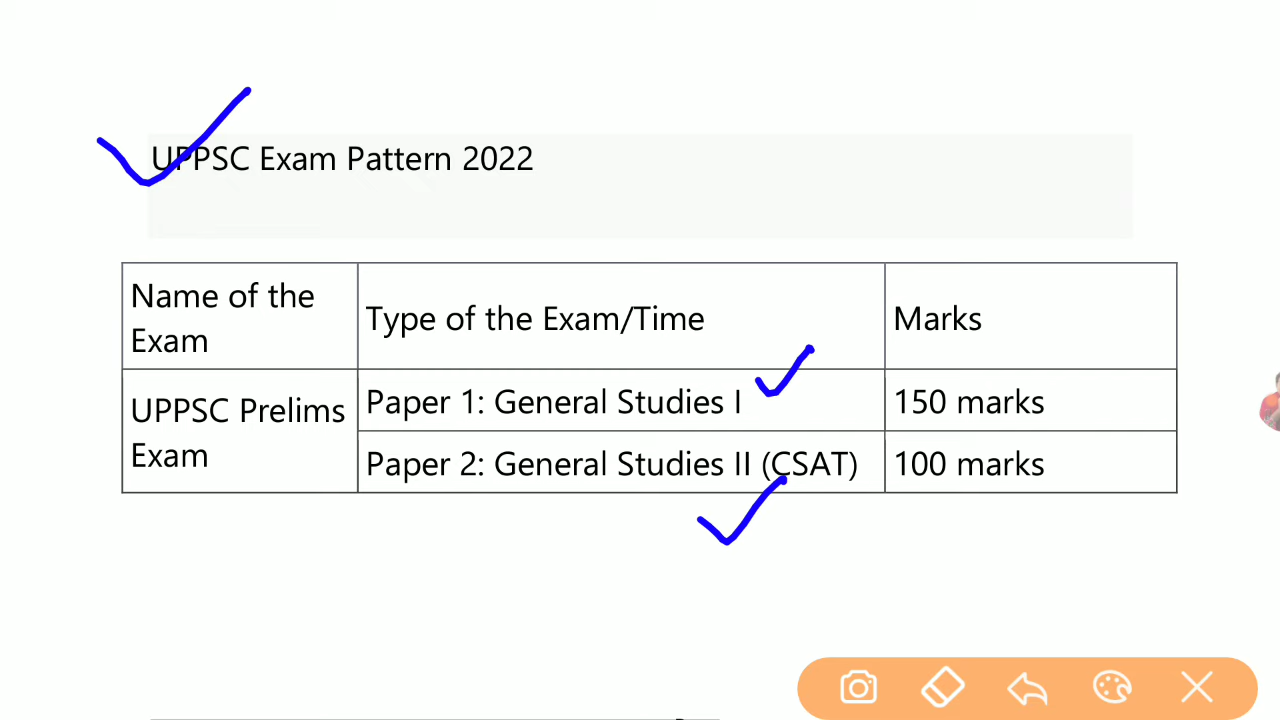 UPPSC Exam Pattern 2022
Name of the Exam
Type of the Exam/Time
Marks
UPPSC Prelims Exam
Paper 1: General Studies I
150 marks
Paper 2: General Studies II (CSAT)
100 marks